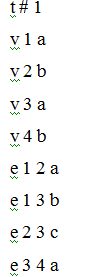 t # 1
v 1 a
v 2 b
v 3 a
v 4 b
e 1 2 a
e 1 3 b
e 2 3 c
e 3 4 a